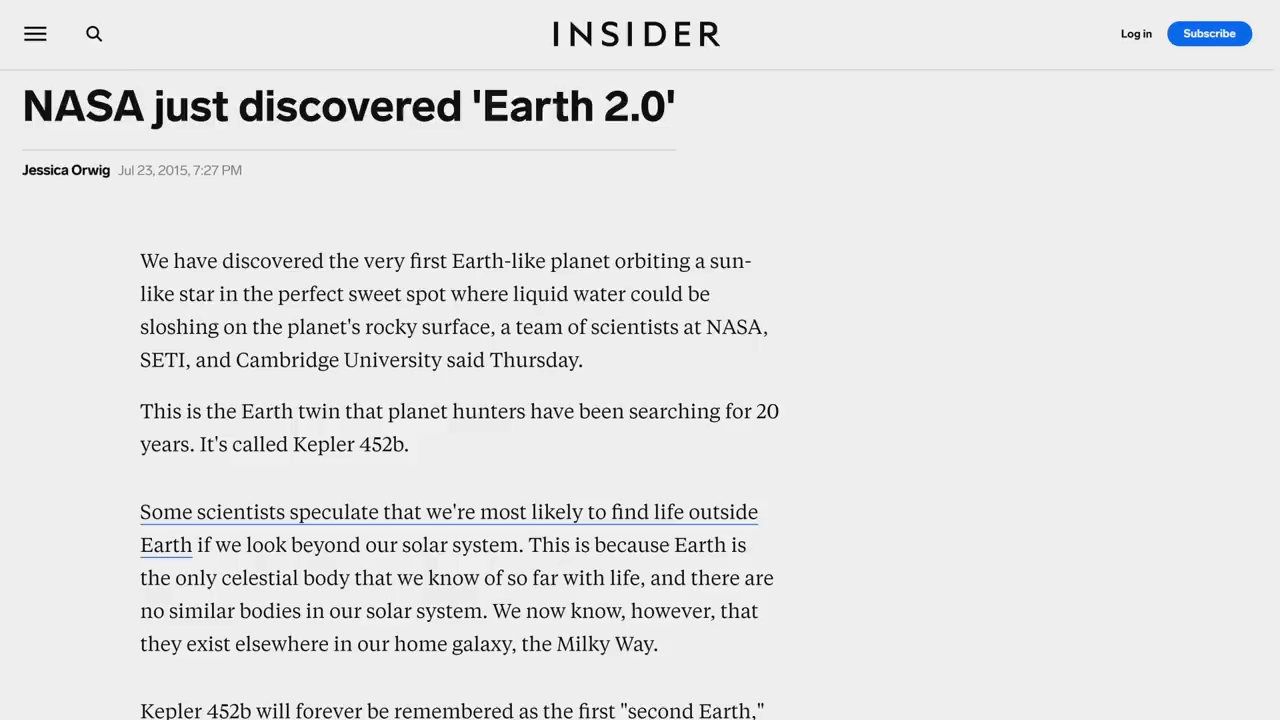 INSIDER
Log in
Subscribe
NASA just discovered 'Earth 2.0'
Jessica Orwig Jul 23, 2015, 7:27 PM
We have discovered the very first Earth-like planet orbiting a sun-
like star in the perfect sweet spot where liquid water could be
sloshing on the planet's rocky surface, a team of scientists at NASA,
SETI, and Cambridge University said Thursday.
This is the Earth twin that planet hunters have been searching for 20
years. It's called Kepler 452b.
Some scientists speculate that we're most likely to find life outside
Earth if we look beyond our solar system. This is because Earth is
the only celestial body that we know of so far with life, and there are
no similar bodies in our solar system. We now know, however, that
they exist elsewhere in our home galaxy, the Milky Way.
Kepler 452b will forever be remembered as the first "second Earth,"